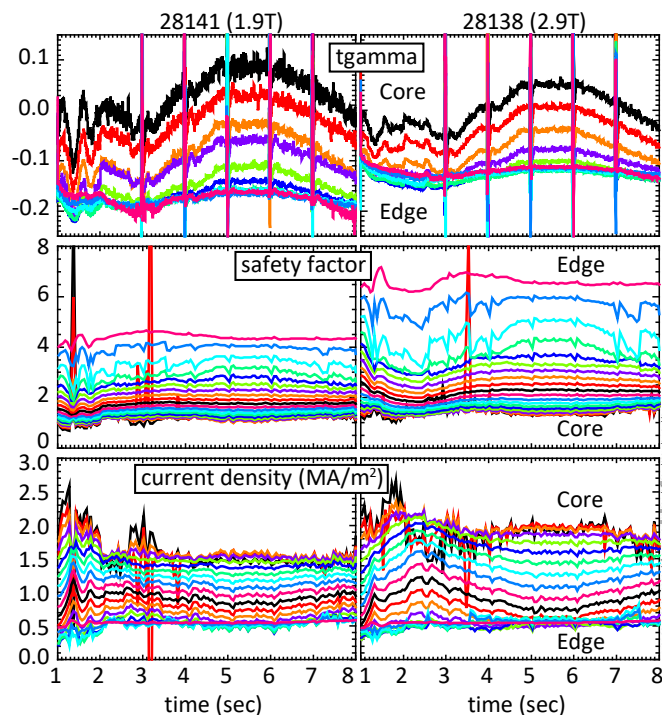 28141 (1.9T) 28138 (2.9T)
tgamma
0.1
0.0
-0.1
-0.2
Core
Edge
safety factor
8
6
4
2
0
Edge
Core
current density (MA/m²)
3.0
2.5
2.0
1.5
1.0
0.5
0.0
Core
Edge
1 2 3 4 5 6 7 8 1 2 3 4 5 6 7 8
time (sec) time (sec)